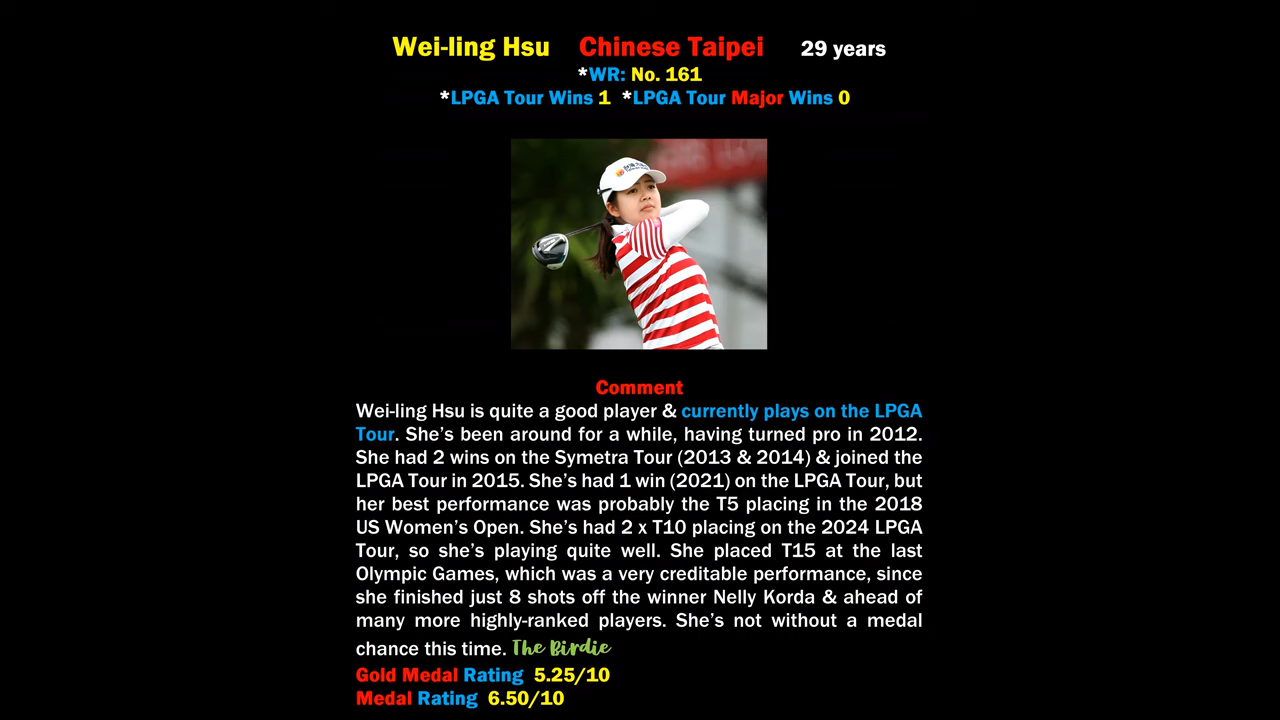 Wei-ling Hsu Chinese Taipei 29 years
*WR: No. 161
*LPGA Tour Wins 1 *LPGA Tour Major Wins 0
Comment
Wei-ling Hsu is quite a good player & currently plays on the LPGA
Tour. She's been around for a while, having turned pro in 2012.
She had 2 wins on the Symetra Tour (2013 & 2014) & joined the
LPGA Tour in 2015. She's had 1 win (2021) on the LPGA Tour, but
her best performance was probably the T5 placing in the 2018
US Women's Open. She's had 2 x T10 placing on the 2024 LPGA
Tour, so she's playing quite well. She placed T15 at the last
Olympic Games, which was a very creditable performance, since
she finished just 8 shots off the winner Nelly Korda & ahead of
many more highly-ranked players. She's not without a medal
chance this time. The Birdie
Gold Medal Rating 5.25/10
Medal Rating 6.50/10